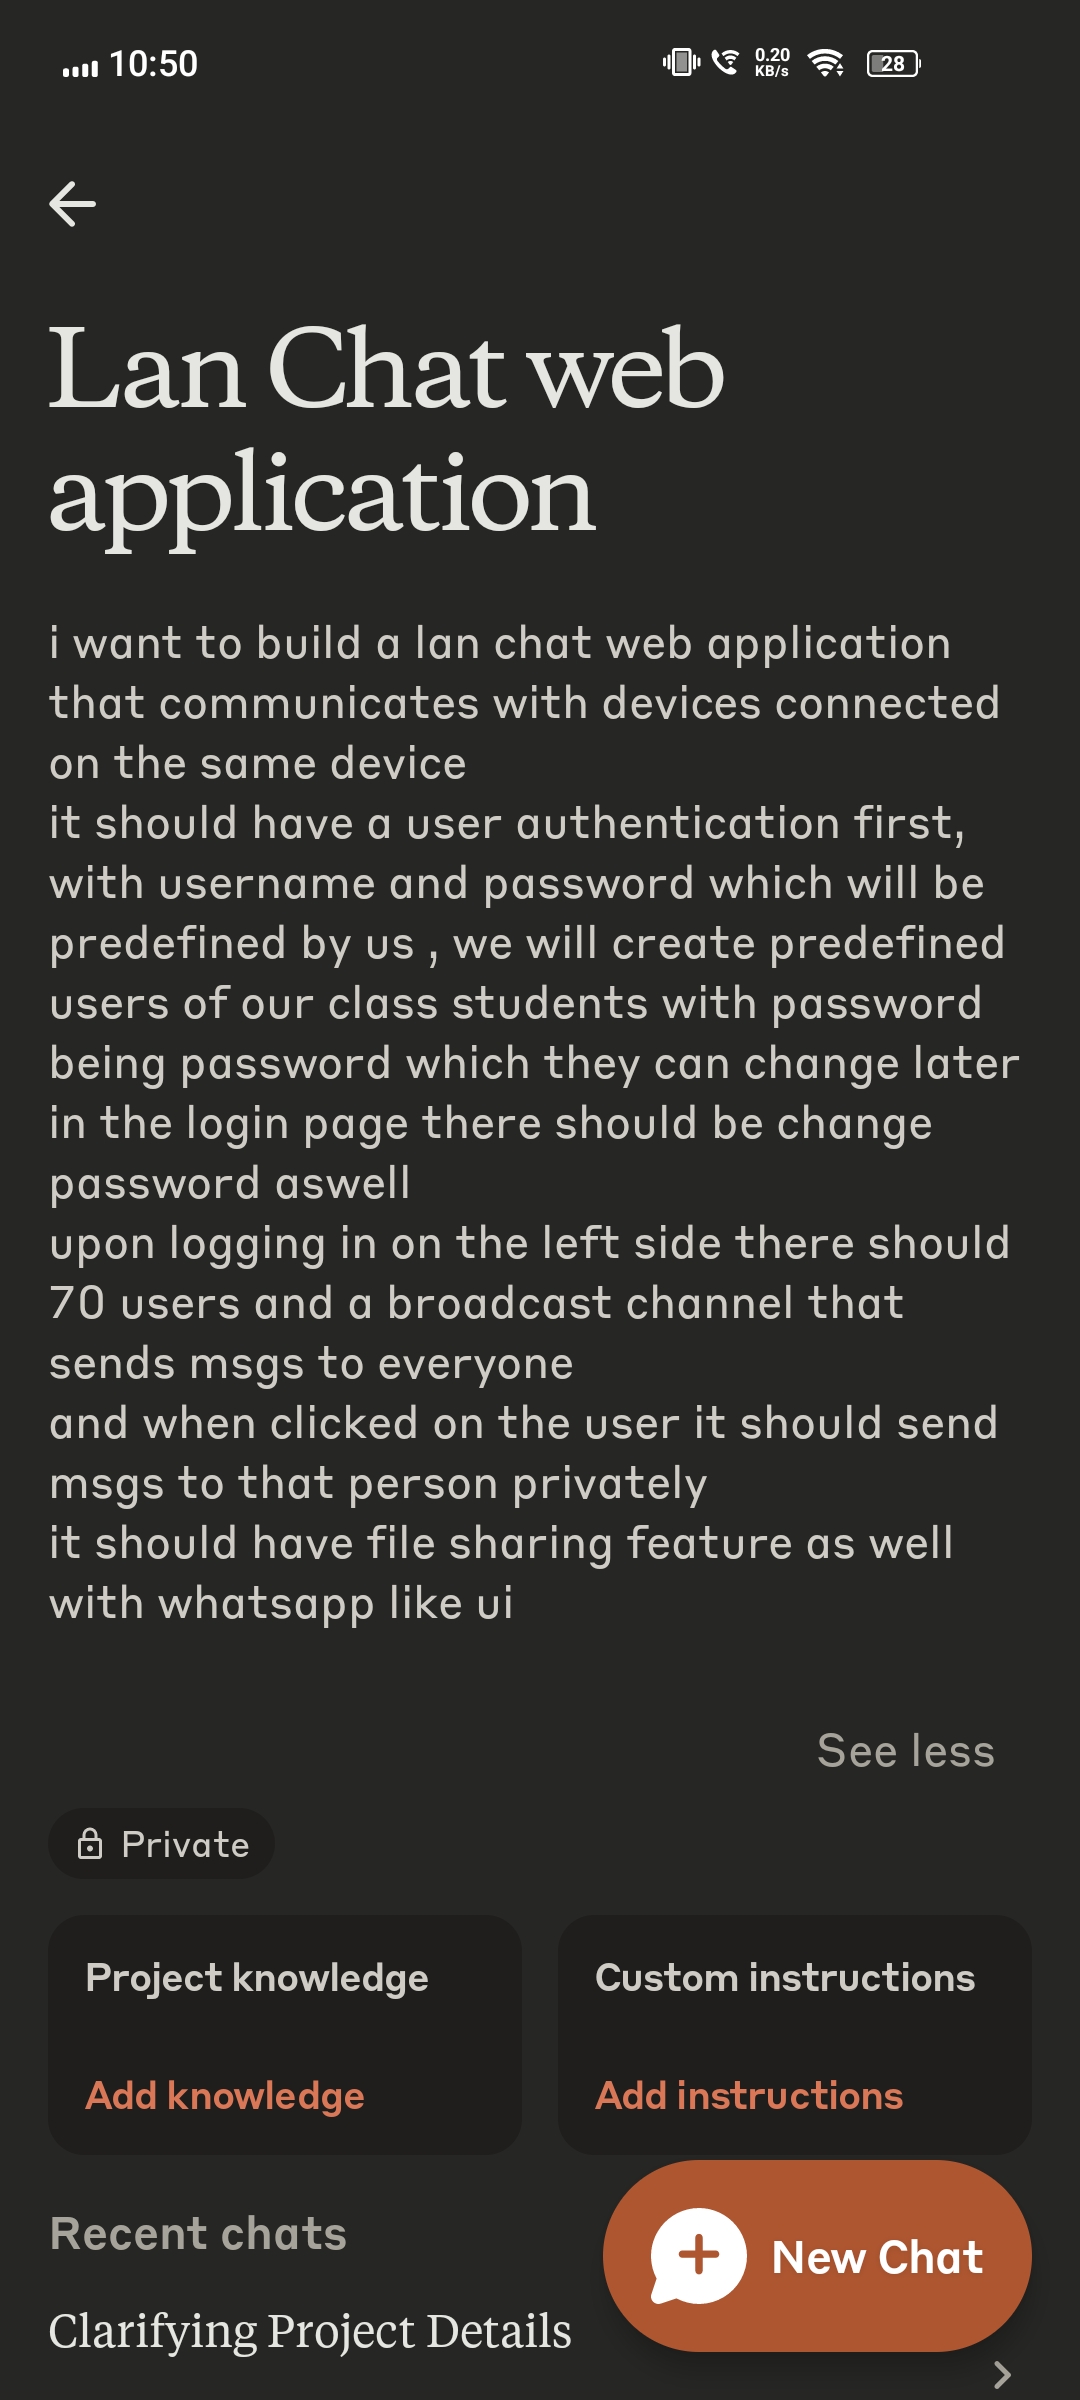 10:50
0.20
KB/s
28
Lan Chat web
application
i want to build a lan chat web application
that communicates with devices connected
on the same device
it should have a user authentication first,
with username and password which will be
predefined by us , we will create predefined
users of our class students with password
being password which they can change later
in the login page there should be change
password aswell
upon logging in on the left side there should
70 users and a broadcast channel that
sends msgs to everyone
and when clicked on the user it should send
msgs to that person privately
it should have file sharing feature as well
with whatsapp like ui
See less
Private
Project knowledge
Add knowledge
Custom instructions
Add instructions
Recent chats
New Chat
Clarifying Project Details